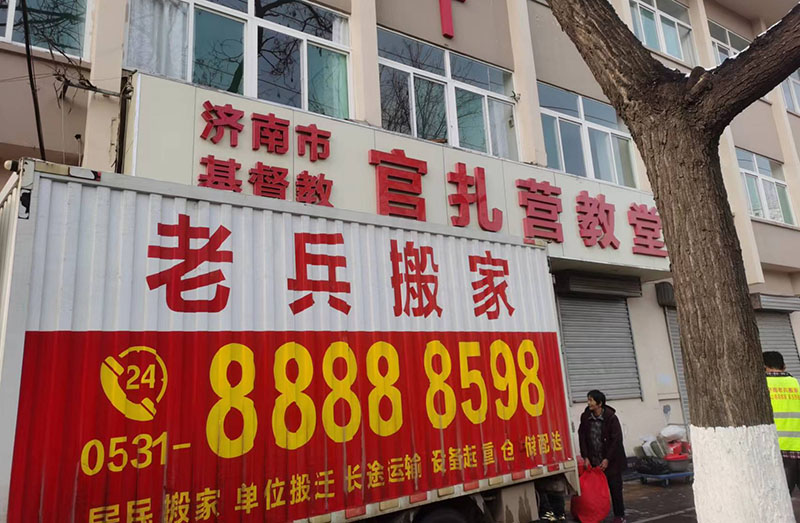 济南市
基督教
官扎营教堂
老兵搬家
24
0531-8888 8598
居民搬家 单位搬迁 长途运输 设备起重 仓储配送